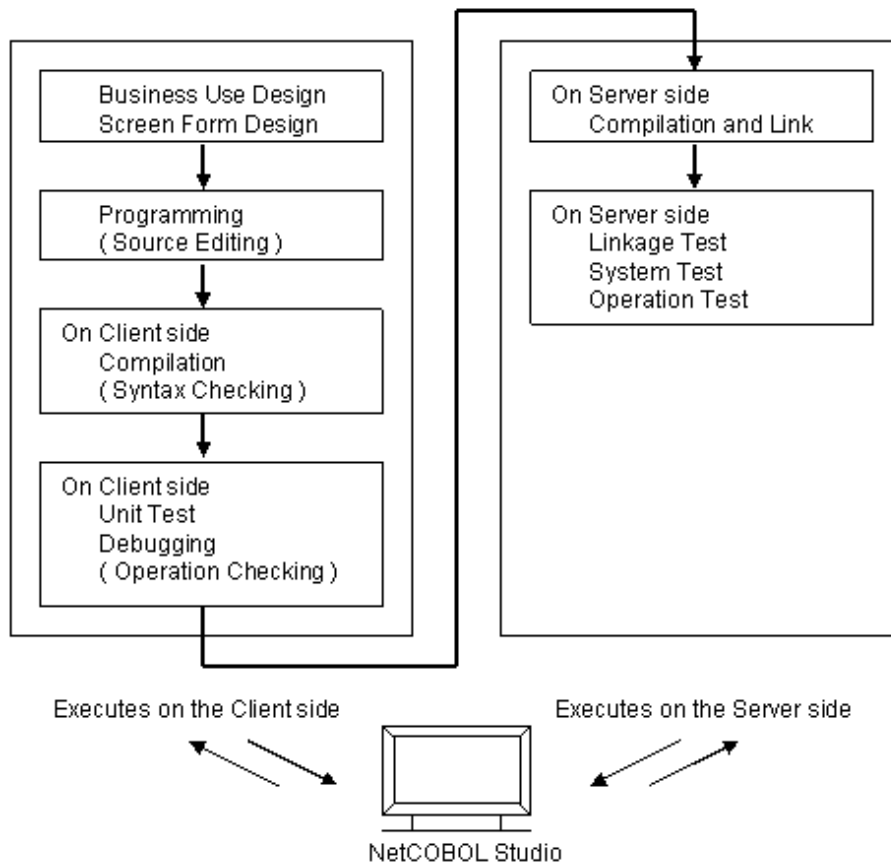 Business Use Design
Screen Form Design
Programming
( Source Editing )
On Client side
Compilation
( Syntax Checking )
On Client side
Unit Test
Debugging
( Operation Checking )
On Server side
Compilation and Link
On Server side
Linkage Test
System Test
Operation Test
Executes on the Client side
Executes on the Server side
NetCOBOL Studio